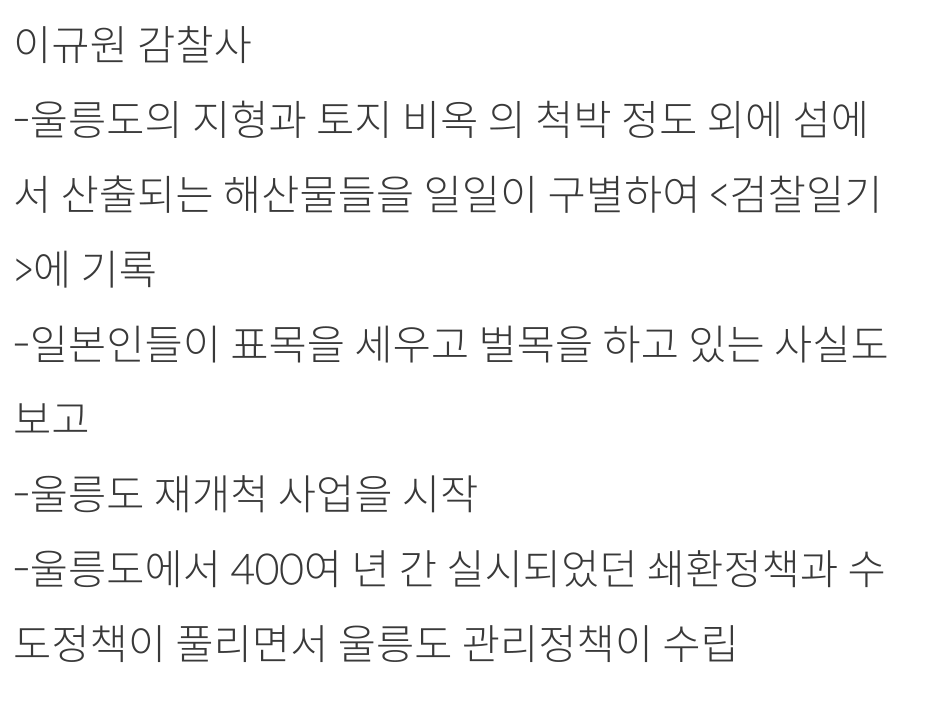 이규원 감찰사
-울릉도의 지형과 토지 비옥 의 척박 정도 외에 섬에
서 산출되는 해산물들을 일일이 구별하여 <검찰일기
>에 기록
-일본인들이 표목을 세우고 벌목을 하고 있는 사실도
보고
-울릉도 재개척 사업을 시작
-울릉도에서 400여 년 간 실시되었던 쇄환정책과 수
도정책이 풀리면서 울릉도 관리정책이 수립